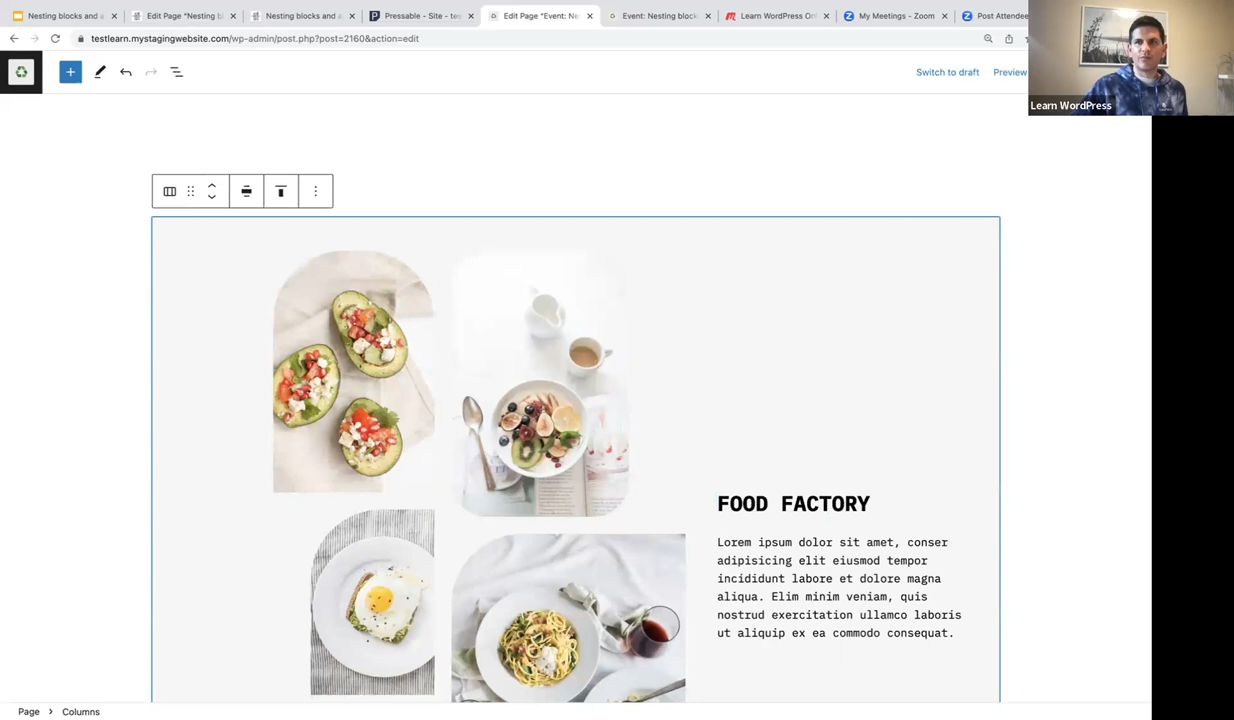 Nesting blocks and a
Edit Page "Nesting bl
Nesting blocks and a
Pressable - Site - tes
Edit Page "Event: Ne
Event: Nesting block
Learn WordPress Onl
My Meetings - Zoom
Post Attendee
testlearn.mystagingwebsite.com/wp-admin/post.php?post=2160&action=edit
Switch to draft
Preview
Learn WordPress
FOOD FACTORY
Lorem ipsum dolor sit amet, conser
adipisicing elit eiusmod tempor
incididunt labore et dolore magna
aliqua. Elim minim veniam, quis
nostrud exercitation ullamco laboris
ut aliquip ex ea commodo consequat.
Page > Columns